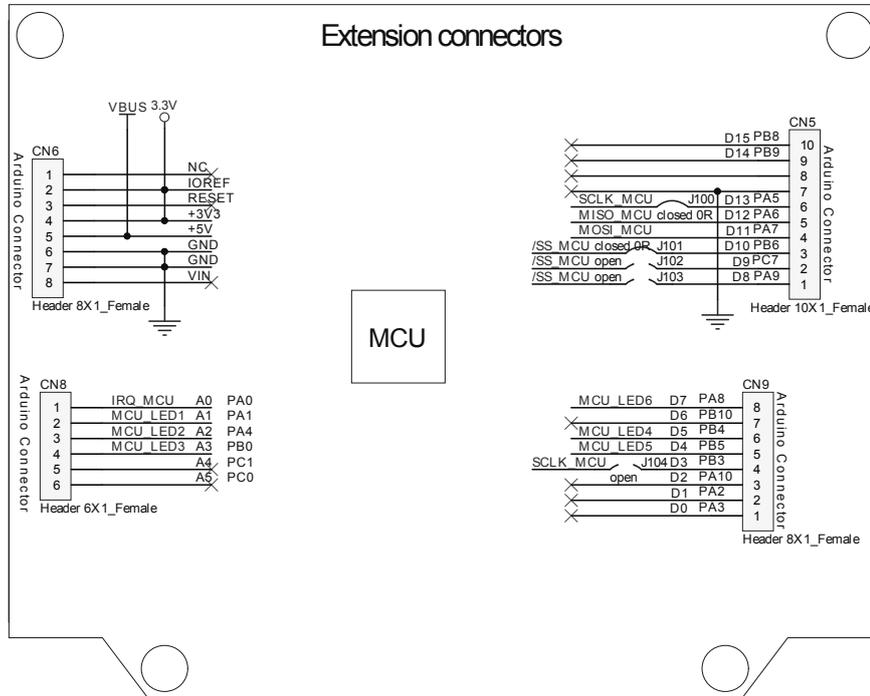 Extension connectors
VBUS 3.3V
CN6
Arduino Connector
1 NC
2 IOREF
3 RESET
4 +3V3
5 +5V
6 GND
7 GND
8 VIN
Header 8X1_Female
CN5
Arduino Connector
D15 PB8 10
D14 PB9 9
8
7
SCLK_MCU J100 D13 PA5 6
MISO_MCU closed 0R D12 PA6 5
MOSI_MCU D11 PA7 4
/SS_MCU closed 0R J101 D10 PB6 3
/SS_MCU open J102 D9 PC7 2
/SS_MCU open J103 D8 PA9 1
Header 10X1_Female
MCU
CN8
Arduino Connector
1 IRQ_MCU A0 PA0
2 MCU_LED1 A1 PA1
3 MCU_LED2 A2 PA4
4 MCU_LED3 A3 PB0
5 A4 PC1
6 A5 PC0
Header 6X1_Female
CN9
Arduino Connector
MCU_LED6 D7 PA8 8
D6 PB10 7
MCU_LED4 D5 PB4 6
MCU_LED5 D4 PB5 5
SCLK_MCU J104 D3 PB3 4
open D2 PA10 3
D1 PA2 2
D0 PA3 1
Header 8X1_Female